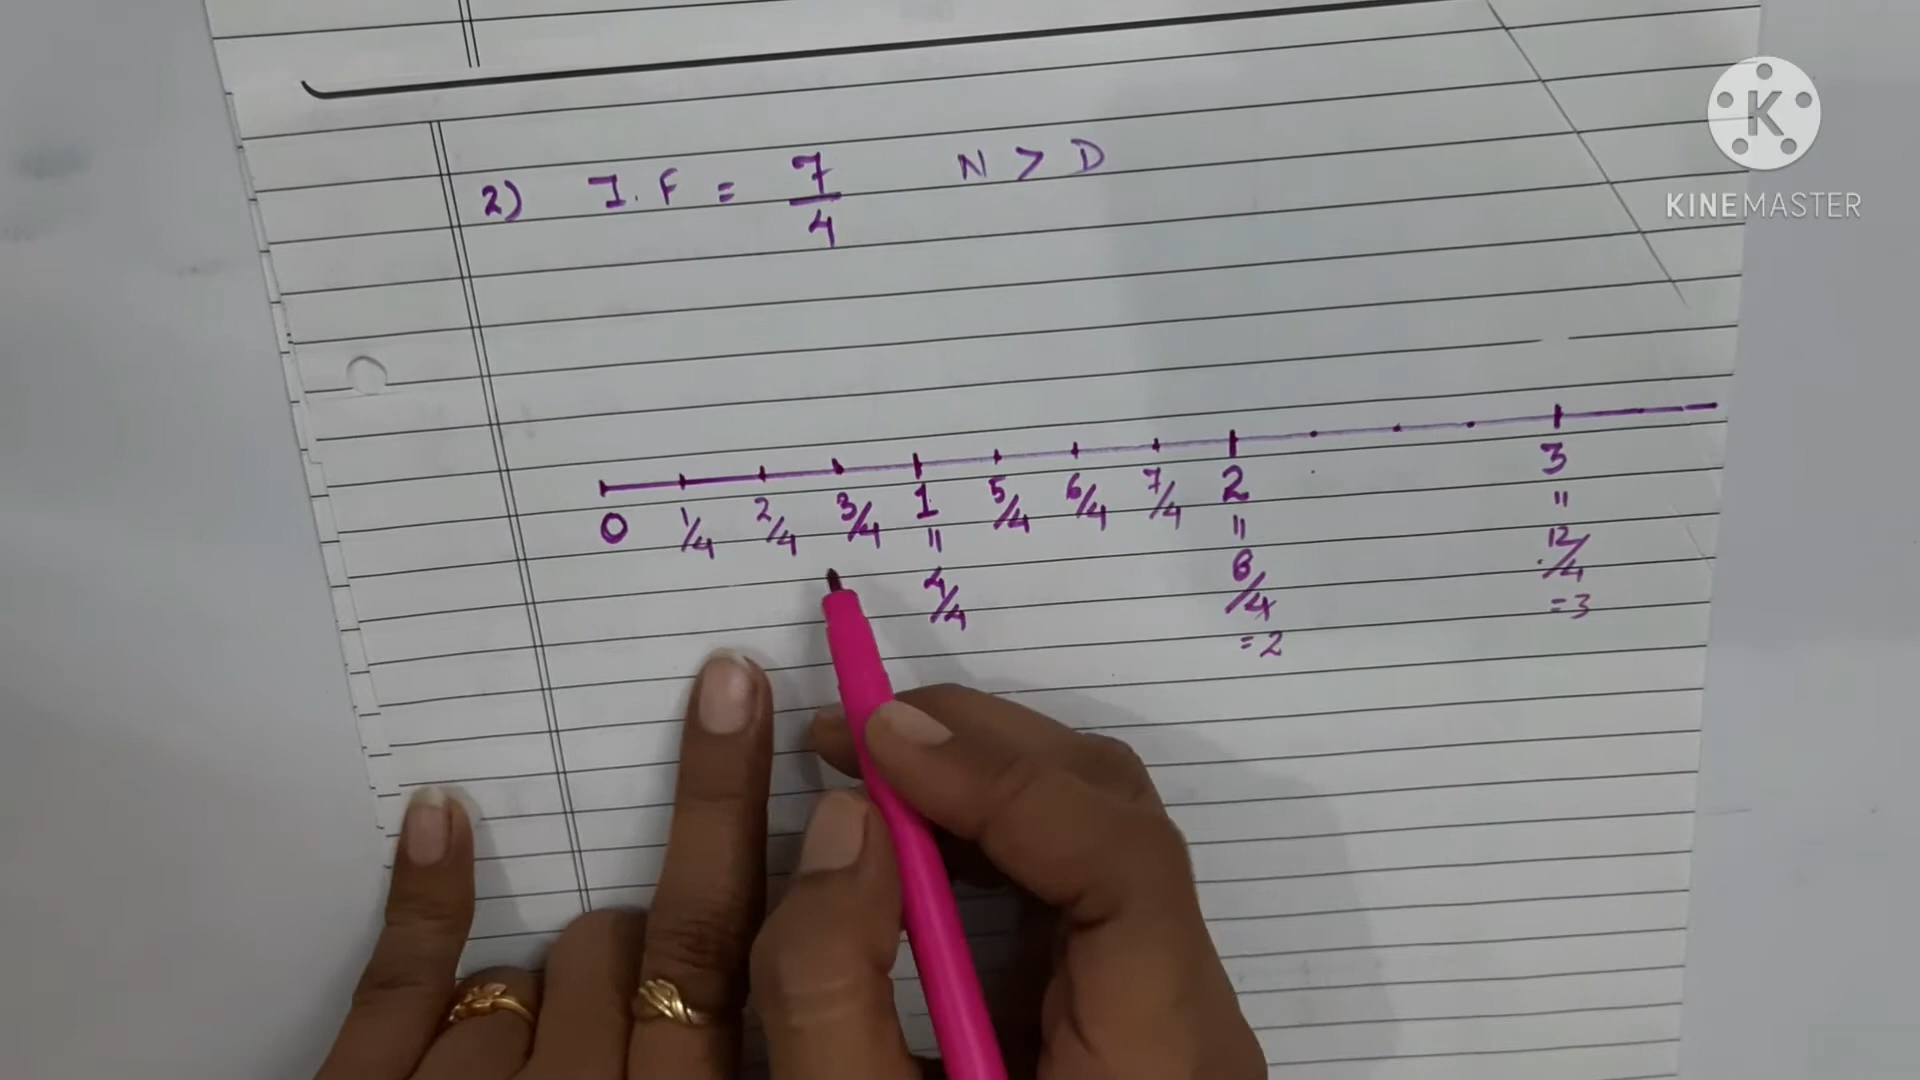 2) I.F = 7/4 N > D
0 1/4 2/4 3/4 1 5/4 6/4 7/4 2 3
= = =
4/4 8/4 12/4
=2 =3
K
KINEMASTER